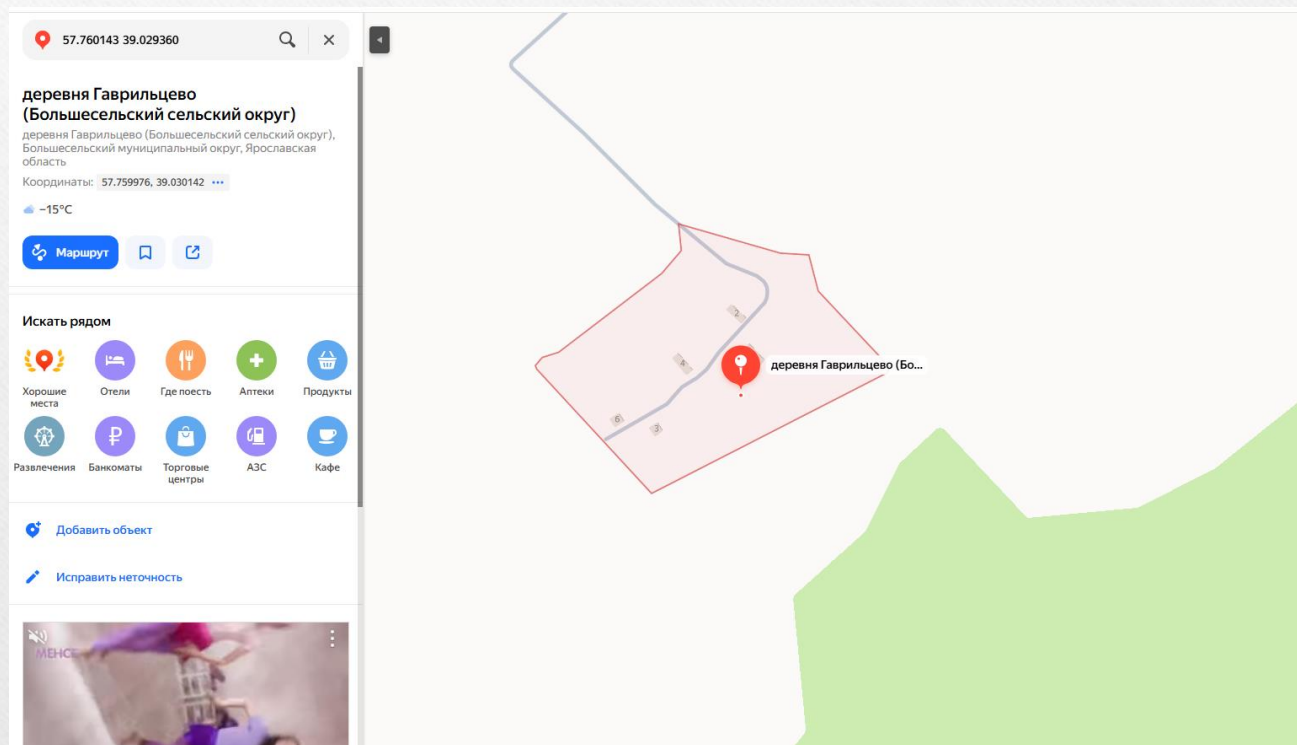 57.760143 39.029360
деревня Гаврильцево
(Большесельский сельский округ)
деревня Гаврильцево (Большесельский сельский округ),
Большесельский муниципальный округ, Ярославская
область
Координаты: 57.759976, 39.030142 •••
−15°C
Маршрут
Искать рядом
Хорошие
места
Отели
Где поесть
Аптеки
Продукты
Развлечения
Банкоматы
Торговые
центры
АЗС
Кафе
Добавить объект
Исправить неточность
МЕНСЕ
2
4
деревня Гаврильцево (Бо...
6
3